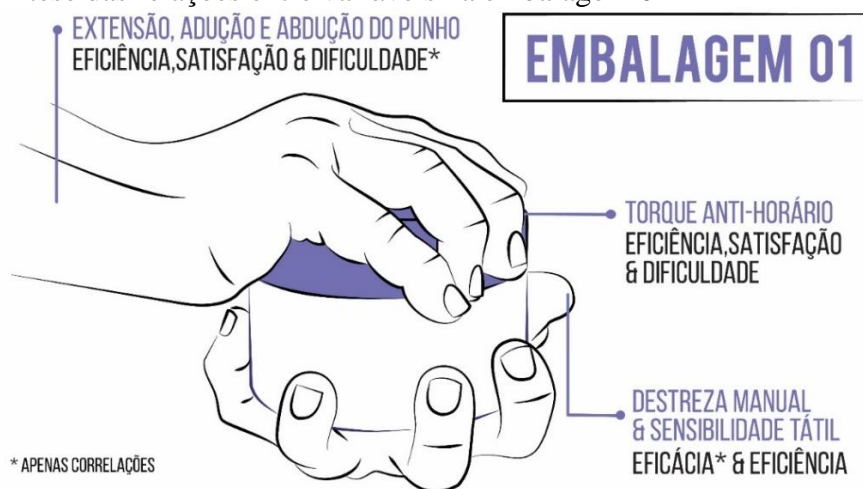 EXTENSÃO, ADUÇÃO E ABDUÇÃO DO PUNHO
EFICIÊNCIA,SATISFAÇÃO & DIFICULDADE*
EMBALAGEM 01
TORQUE ANTI-HORÁRIO
EFICIÊNCIA,SATISFAÇÃO
& DIFICULDADE
DESTREZA MANUAL
& SENSIBILIDADE TÁTIL
EFICÁCIA* & EFICIÊNCIA
* APENAS CORRELAÇÕES